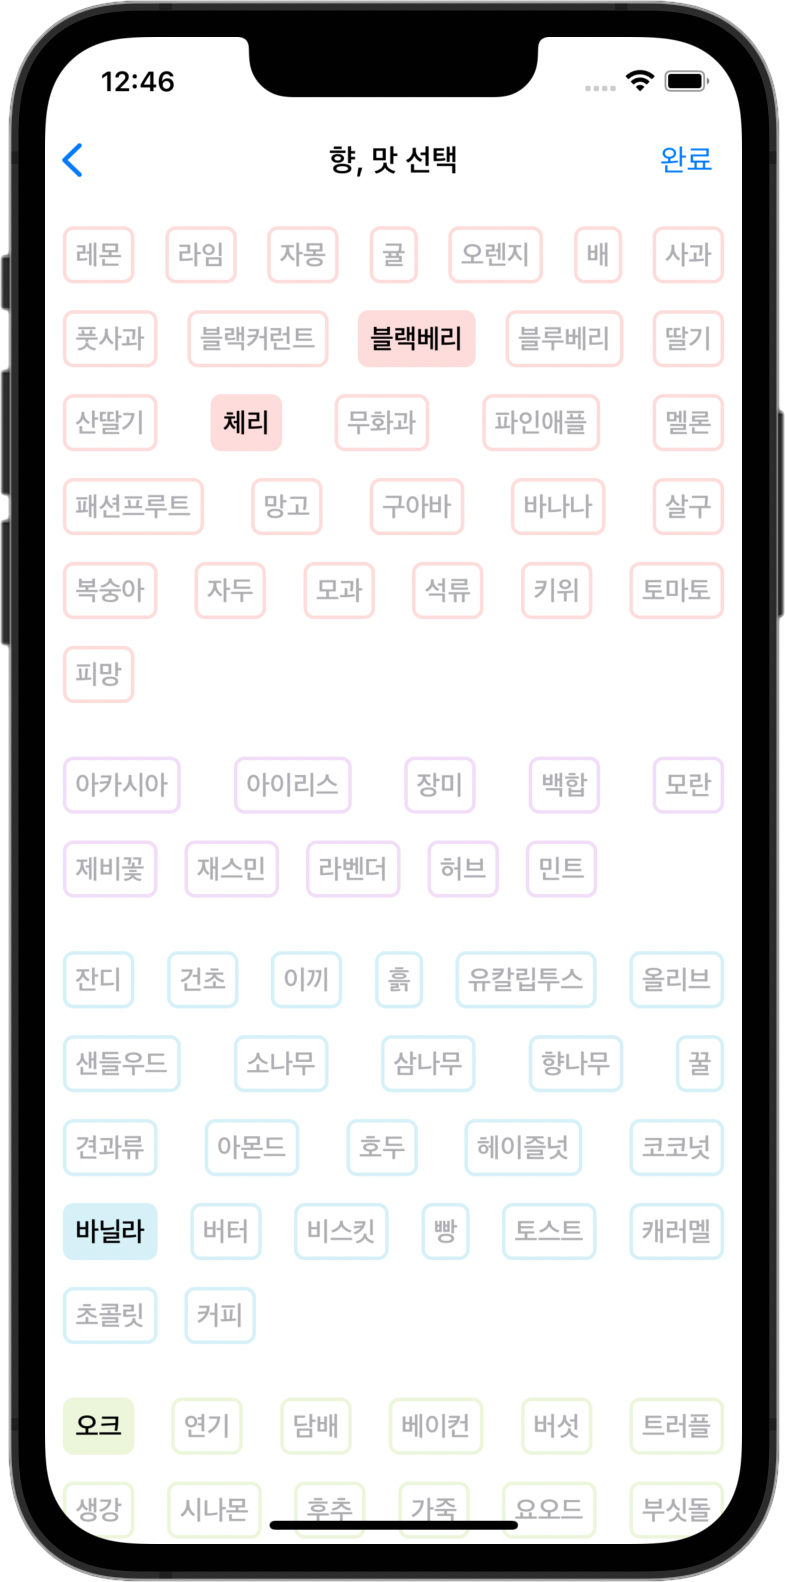 12:46
향, 맛 선택 완료
레몬 라임 자몽 귤 오렌지 배 사과
풋사과 블랙커런트 블랙베리 블루베리 딸기
산딸기 체리 무화과 파인애플 멜론
패션프루트 망고 구아바 바나나 살구
복숭아 자두 모과 석류 키위 토마토
피망
아카시아 아이리스 장미 백합 모란
제비꽃 재스민 라벤더 허브 민트
잔디 건초 이끼 흙 유칼립투스 올리브
샌들우드 소나무 삼나무 향나무 꿀
견과류 아몬드 호두 헤이즐넛 코코넛
바닐라 버터 비스킷 빵 토스트 캐러멜
초콜릿 커피
오크 연기 담배 베이컨 버섯 트러플
생강 시나몬 후추 가죽 요오드 부싯돌